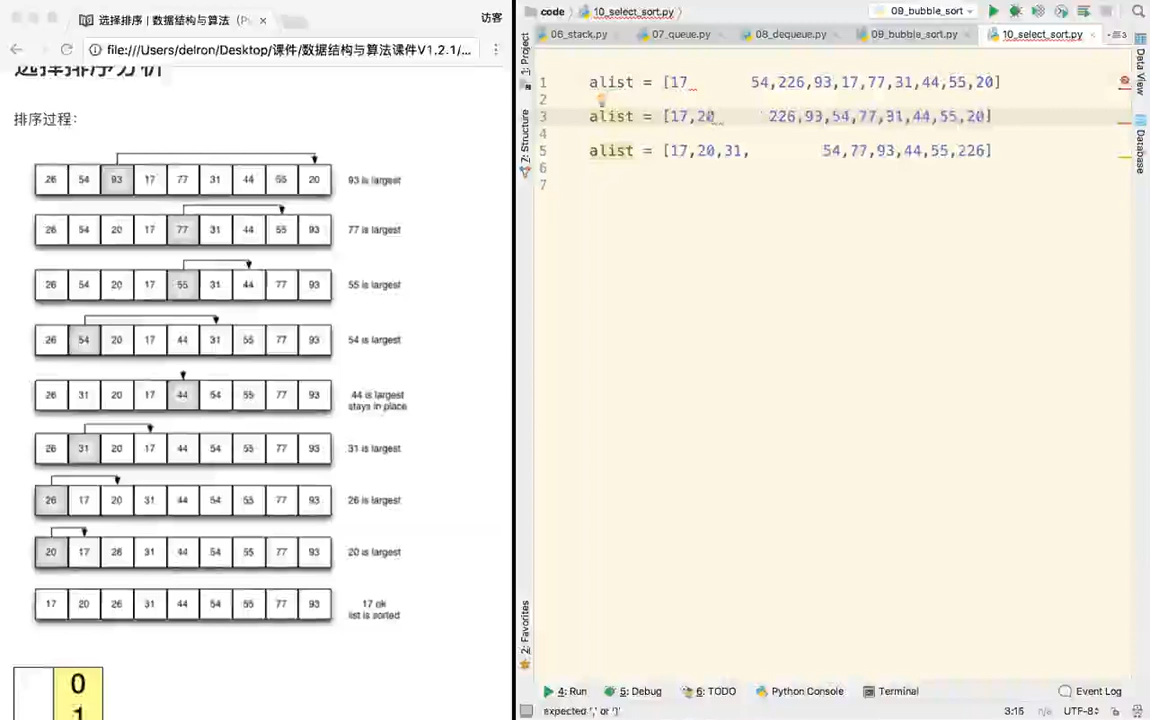 选择排序 | 数据结构与算法 (P
访客
file:///Users/delron/Desktop/课件/数据结构与算法课件V1.2.1/...
选择排序分析
排序过程：
26 54 93 17 77 31 44 55 20 93 is largest
26 54 20 17 77 31 44 55 93 77 is largest
26 54 20 17 55 31 44 77 93 55 is largest
26 54 20 17 44 31 55 77 93 54 is largest
26 31 20 17 44 54 55 77 93 44 is largest
stays in place
26 31 20 17 44 54 55 77 93 31 is largest
26 17 20 31 44 54 55 77 93 26 is largest
20 17 26 31 44 54 55 77 93 20 is largest
17 20 26 31 44 54 55 77 93 17 ok
list is sorted
0
1
code 10_select_sort.py 09_bubble_sort
06_stack.py 07_queue.py 08_dequeue.py 09_bubble_sort.py 10_select_sort.py
1 alist = [17 54,226,93,17,77,31,44,55,20]
2
3 alist = [17,20 226,93,54,77,31,44,55,20]
4
5 alist = [17,20,31, 54,77,93,44,55,226]
6
7
1: Project
7: Structure
2: Favorites
Data View
Database
4: Run 5: Debug 6: TODO Python Console Terminal Event Log
expected ',' or ']' 3:15 n/a UTF-8